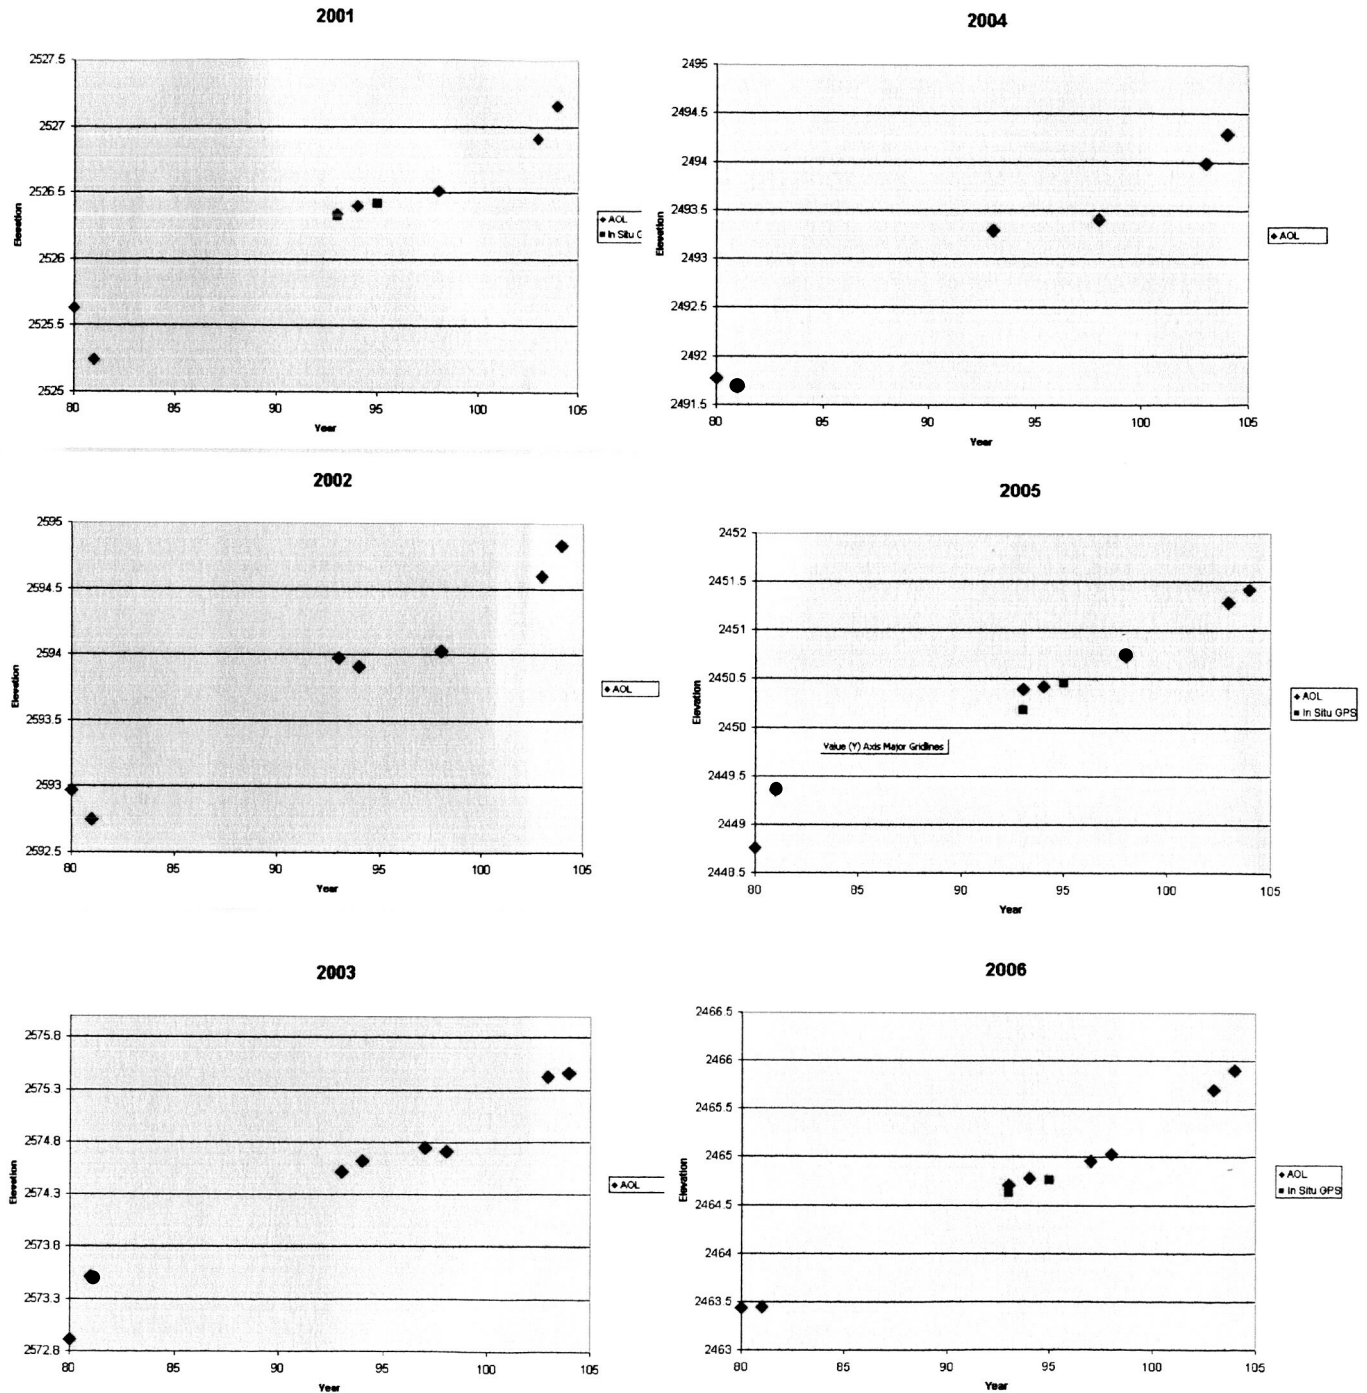 2001
2527.5
2527
2526.5
2526
2525.5
2525
80 85 90 95 100 105
Elevation
Year
AOL
In Situ G
2004
2495
2494.5
2494
2493.5
2493
2492.5
2492
2491.5
80 85 90 95 100 105
Elevation
Year
AOL
2002
2595
2594.5
2594
2593.5
2593
2592.5
80 85 90 95 100 105
Elevation
Year
AOL
2005
2452
2451.5
2451
2450.5
2450
2449.5
2449
2448.5
80 85 90 95 100 105
Elevation
Year
Value (Y) Axis Major Gridlines
AOL
In Situ GPS
2003
2575.8
2575.3
2574.8
2574.3
2573.8
2573.3
2572.8
80 85 90 95 100 105
Elevation
Year
AOL
2006
2466.5
2466
2465.5
2465
2464.5
2464
2463.5
2463
80 85 90 95 100 105
Elevation
Year
AOL
In Situ GPS